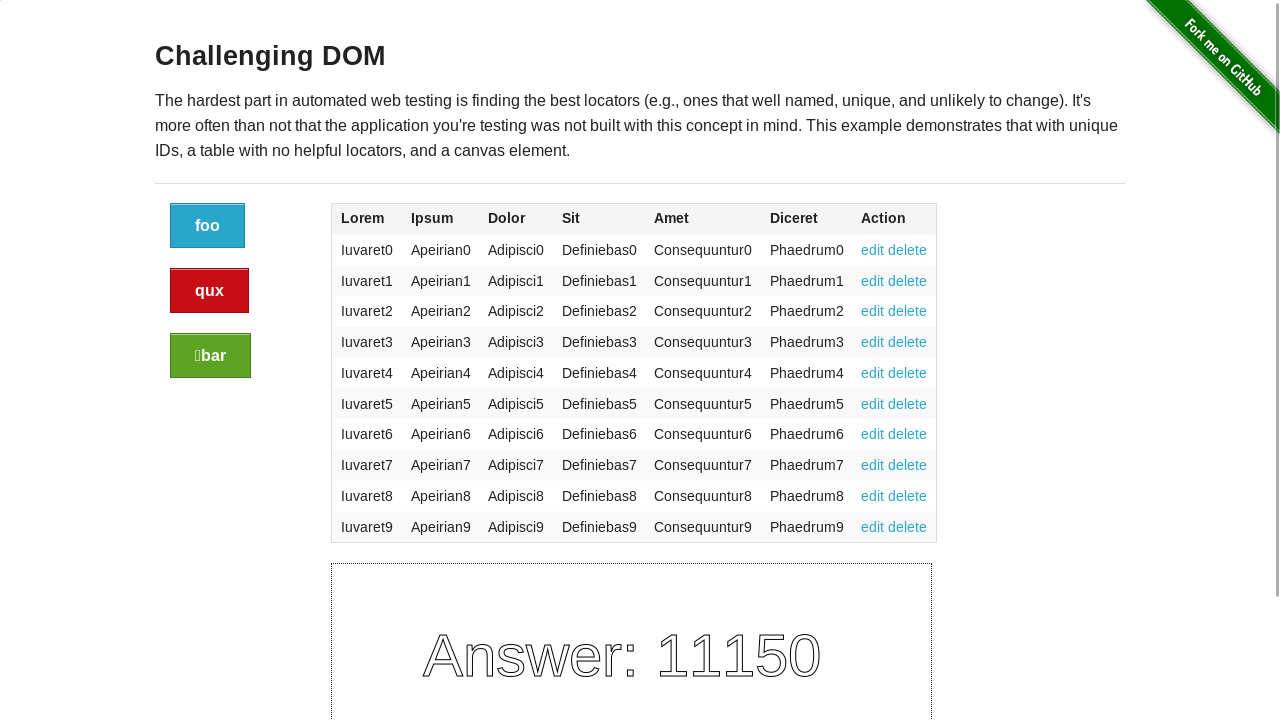 Fork me on GitHub
Challenging DOM
The hardest part in automated web testing is finding the best locators (e.g., ones that well named, unique, and unlikely to change). It's
more often than not that the application you're testing was not built with this concept in mind. This example demonstrates that with unique
IDs, a table with no helpful locators, and a canvas element.
foo
qux
bar
Lorem Ipsum Dolor Sit Amet Diceret Action
Iuvaret0 Apeirian0 Adipisci0 Definiebas0 Consequuntur0 Phaedrum0 edit delete
Iuvaret1 Apeirian1 Adipisci1 Definiebas1 Consequuntur1 Phaedrum1 edit delete
Iuvaret2 Apeirian2 Adipisci2 Definiebas2 Consequuntur2 Phaedrum2 edit delete
Iuvaret3 Apeirian3 Adipisci3 Definiebas3 Consequuntur3 Phaedrum3 edit delete
Iuvaret4 Apeirian4 Adipisci4 Definiebas4 Consequuntur4 Phaedrum4 edit delete
Iuvaret5 Apeirian5 Adipisci5 Definiebas5 Consequuntur5 Phaedrum5 edit delete
Iuvaret6 Apeirian6 Adipisci6 Definiebas6 Consequuntur6 Phaedrum6 edit delete
Iuvaret7 Apeirian7 Adipisci7 Definiebas7 Consequuntur7 Phaedrum7 edit delete
Iuvaret8 Apeirian8 Adipisci8 Definiebas8 Consequuntur8 Phaedrum8 edit delete
Iuvaret9 Apeirian9 Adipisci9 Definiebas9 Consequuntur9 Phaedrum9 edit delete
Answer: 11150